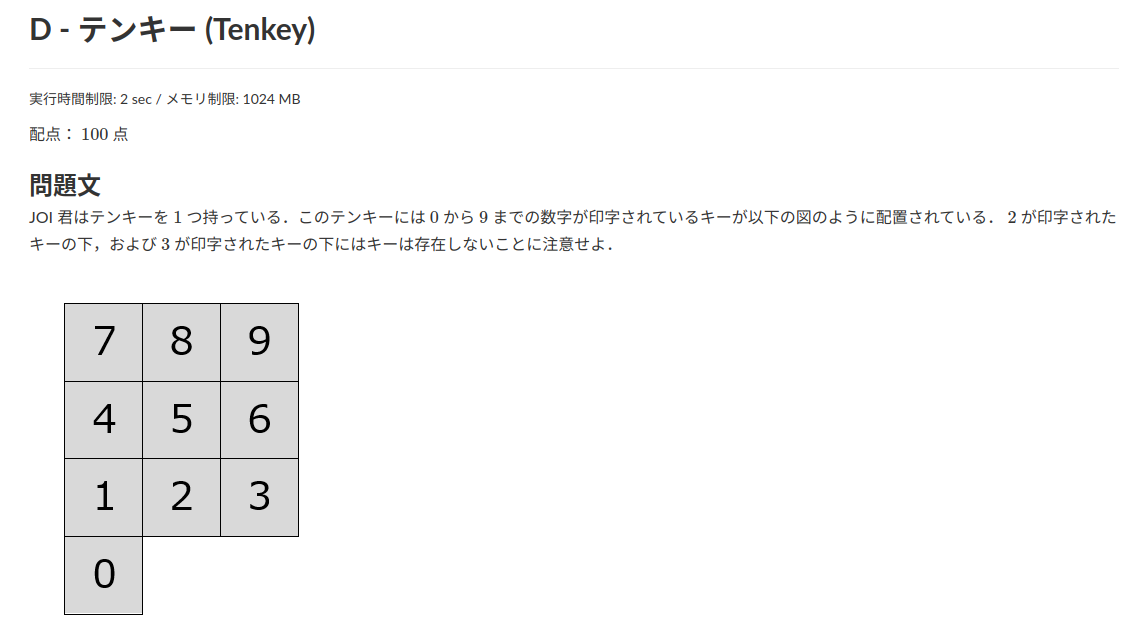 D - テンキー (Tenkey)
実行時間制限: 2 sec / メモリ制限: 1024 MB
配点： 100 点
問題文
JOI 君はテンキーを 1 つ持っている．このテンキーには 0 から 9 までの数字が印字されているキーが以下の図のように配置されている． 2 が印字された
キーの下，および 3 が印字されたキーの下にはキーは存在しないことに注意せよ．
7 8 9
4 5 6
1 2 3
0